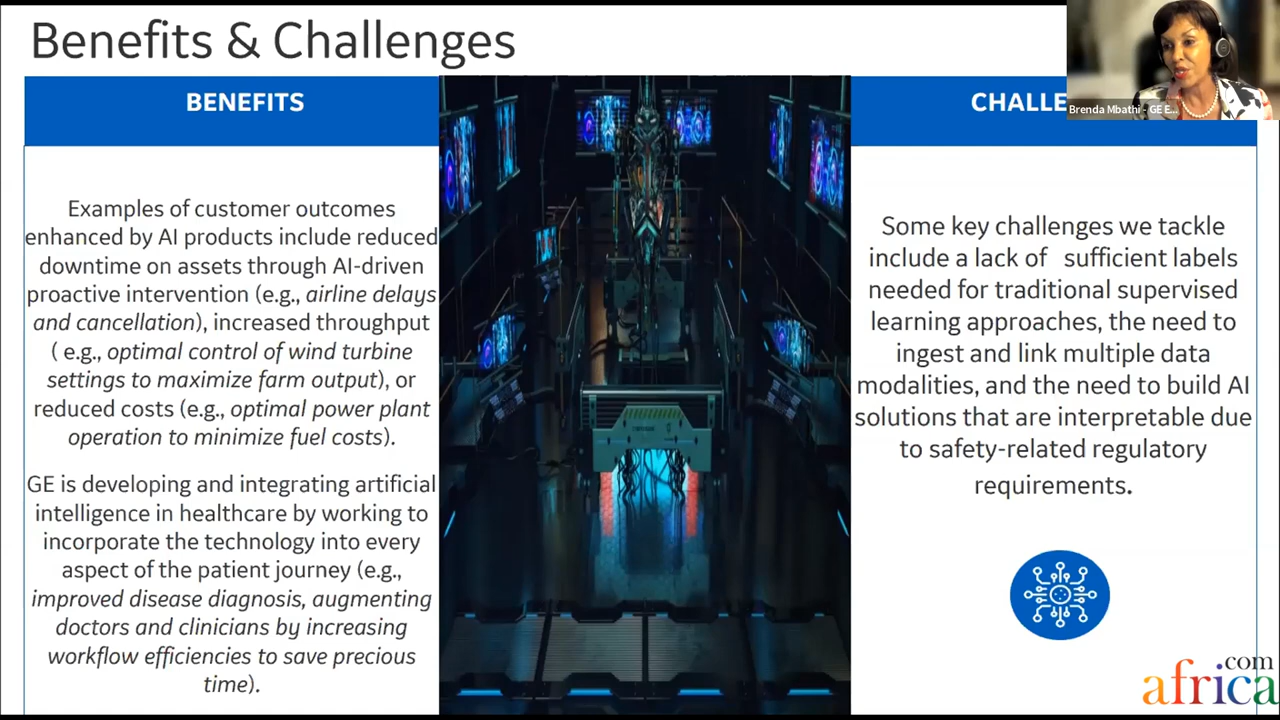 Benefits & Challenges
BENEFITS
Examples of customer outcomes
enhanced by AI products include reduced
downtime on assets through AI-driven
proactive intervention (e.g., airline delays
and cancellation), increased throughput
( e.g., optimal control of wind turbine
settings to maximize farm output), or
reduced costs (e.g., optimal power plant
operation to minimize fuel costs).
GE is developing and integrating artificial
intelligence in healthcare by working to
incorporate the technology into every
aspect of the patient journey (e.g.,
improved disease diagnosis, augmenting
doctors and clinicians by increasing
workflow efficiencies to save precious
time).
CHALLE
Brenda Mbathi - GE E...
Some key challenges we tackle
include a lack of sufficient labels
needed for traditional supervised
learning approaches, the need to
ingest and link multiple data
modalities, and the need to build AI
solutions that are interpretable due
to safety-related regulatory
requirements.
com
africa